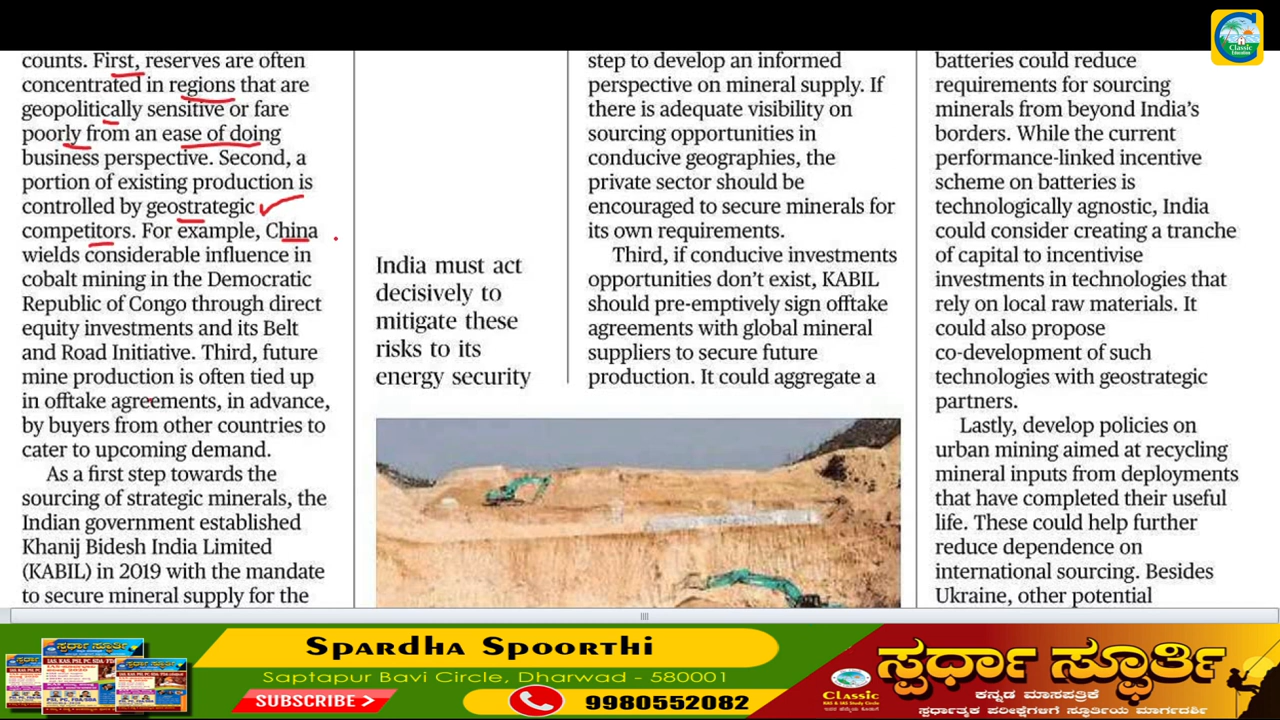 counts. First, reserves are often
concentrated in regions that are
geopolitically sensitive or fare
poorly from an ease of doing
business perspective. Second, a
portion of existing production is
controlled by geostrategic
competitors. For example, China
wields considerable influence in
cobalt mining in the Democratic
Republic of Congo through direct
equity investments and its Belt
and Road Initiative. Third, future
mine production is often tied up
in offtake agreements, in advance,
by buyers from other countries to
cater to upcoming demand.
As a first step towards the
sourcing of strategic minerals, the
Indian government established
Khanij Bidesh India Limited
(KABIL) in 2019 with the mandate
to secure mineral supply for the
India must act
decisively to
mitigate these
risks to its
energy security
step to develop an informed
perspective on mineral supply. If
there is adequate visibility on
sourcing opportunities in
conducive geographies, the
private sector should be
encouraged to secure minerals for
its own requirements.
Third, if conducive investments
opportunities don't exist, KABIL
should pre-emptively sign offtake
agreements with global mineral
suppliers to secure future
production. It could aggregate a
batteries could reduce
requirements for sourcing
minerals from beyond India's
borders. While the current
performance-linked incentive
scheme on batteries is
technologically agnostic, India
could consider creating a tranche
of capital to incentivise
investments in technologies that
rely on local raw materials. It
could also propose
co-development of such
technologies with geostrategic
partners.
Lastly, develop policies on
urban mining aimed at recycling
mineral inputs from deployments
that have completed their useful
life. These could help further
reduce dependence on
international sourcing. Besides
Ukraine, other potential
Classic
Education
Spardha Spoorthi
Saptapur Bavi Circle, Dharwad - 580001
SUBSCRIBE
9980552082
ಸ್ಪರ್ಧಾ ಸ್ಫೂರ್ತಿ
ಕನ್ನಡ ಮಾಸಪತ್ರಿಕೆ
ಸ್ಪರ್ಧಾತ್ಮಕ ಪರೀಕ್ಷೆಗಳಿಗೆ ಸ್ಫೂರ್ತಿಯ ಮಾರ್ಗದರ್ಶಿ
Classic
KAS & IAS Study Circle